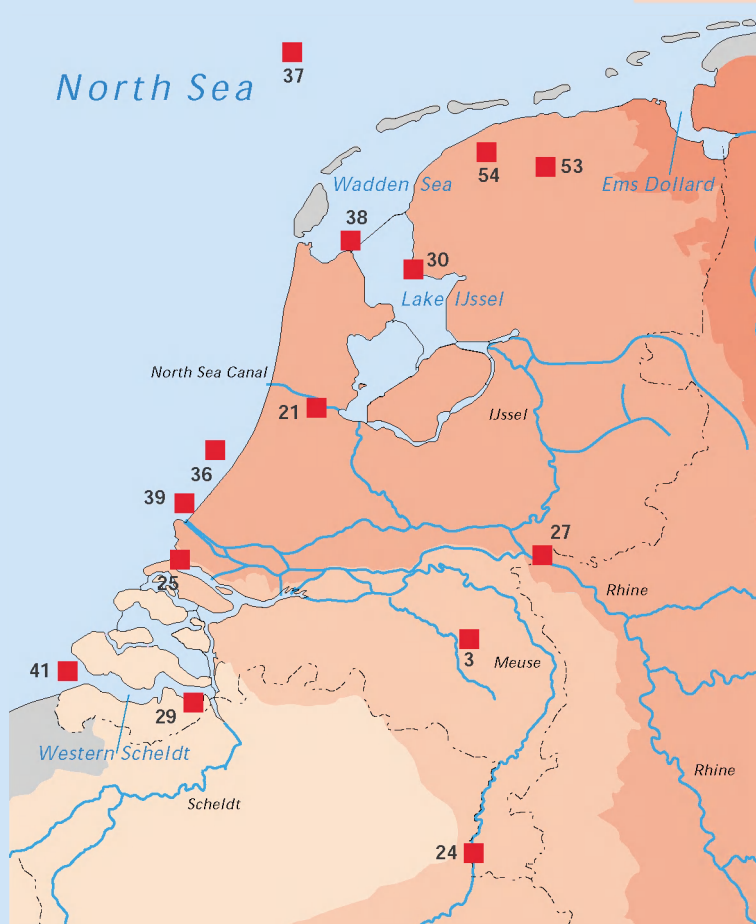 North Sea
37
54
53
Wadden Sea
Ems Dollard
38
30
Lake IJssel
North Sea Canal
21
IJssel
36
39
27
25
Rhine
3
Meuse
41
29
Western Scheldt
Rhine
Scheldt
24